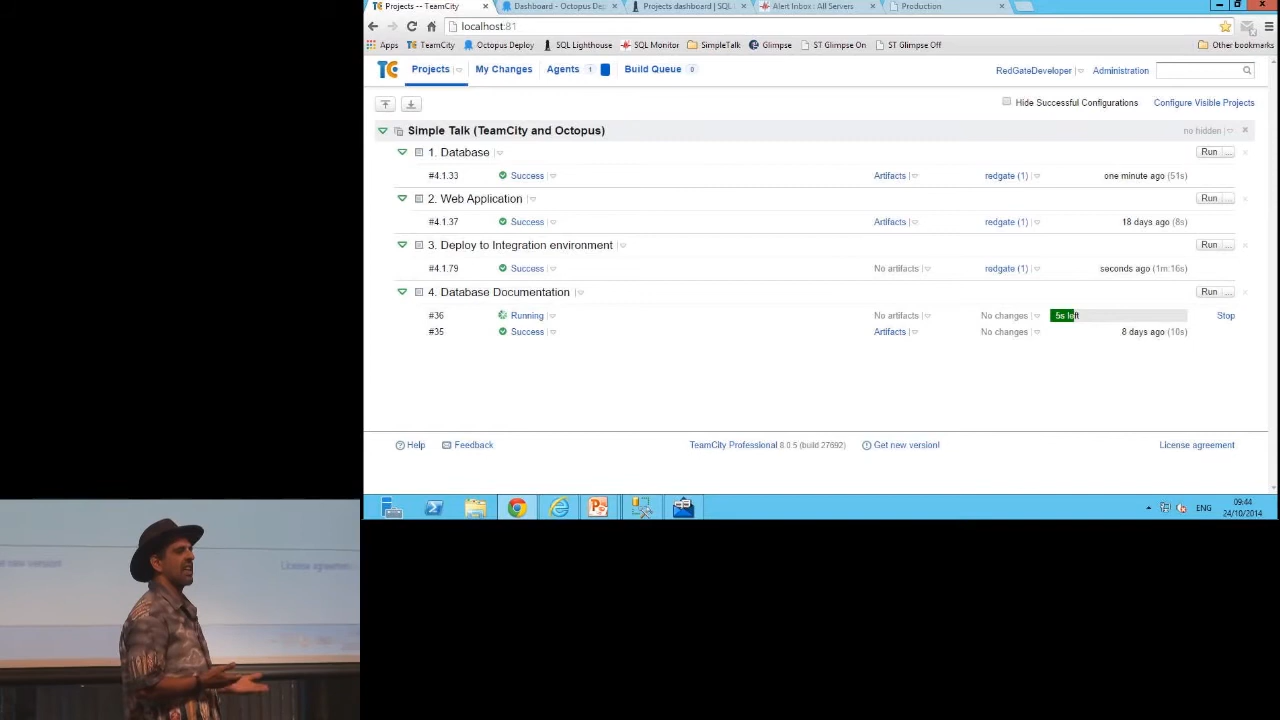 Projects -- TeamCity
Dashboard - Octopus De
Projects dashboard | SQL
Alert Inbox : All Servers
Production
localhost:81
Apps TeamCity Octopus Deploy SQL Lighthouse SQL Monitor SimpleTalk Glimpse ST Glimpse On ST Glimpse Off Other bookmarks
TC Projects My Changes Agents 1 Build Queue 0 RedGateDeveloper Administration
Hide Successful Configurations Configure Visible Projects
Simple Talk (TeamCity and Octopus) no hidden
1. Database Run ...
#4.1.33 Success Artifacts redgate (1) one minute ago (51s)
2. Web Application Run ...
#4.1.37 Success Artifacts redgate (1) 18 days ago (8s)
3. Deploy to Integration environment Run ...
#4.1.79 Success No artifacts redgate (1) seconds ago (1m:16s)
4. Database Documentation Run ...
#36 Running No artifacts No changes 5s left Stop
#35 Success Artifacts No changes 8 days ago (10s)
Help Feedback TeamCity Professional 8.0.5 (build 27692) Get new version! License agreement
ENG 09:44
24/10/2014
new version License agreem